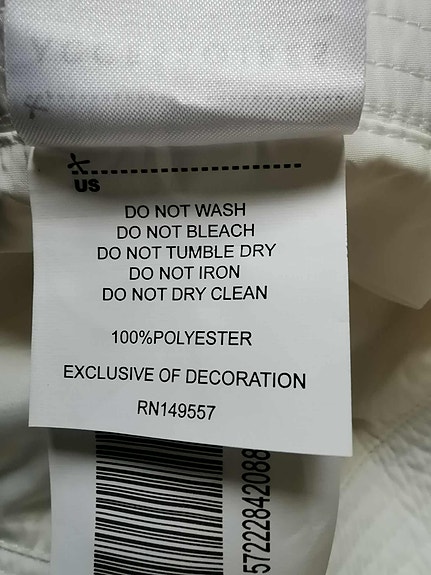 US
DO NOT WASH
DO NOT BLEACH
DO NOT TUMBLE DRY
DO NOT IRON
DO NOT DRY CLEAN
100%POLYESTER
EXCLUSIVE OF DECORATION
RN149557
5722284208